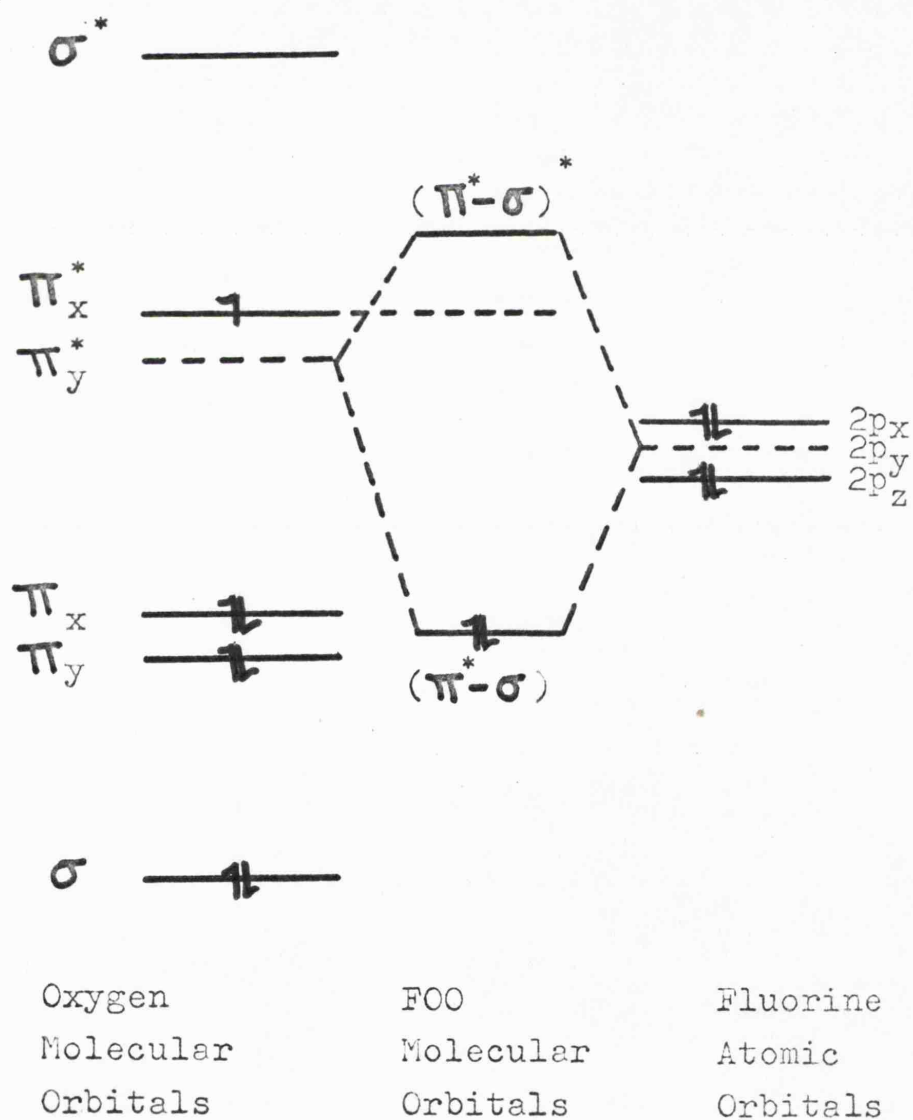 σ*
(π*-σ)*
π*x
π*y
2px
2py
2pz
πx
πy
(π*-σ)
σ
Oxygen FOO Fluorine
Molecular Molecular Atomic
Orbitals Orbitals Orbitals